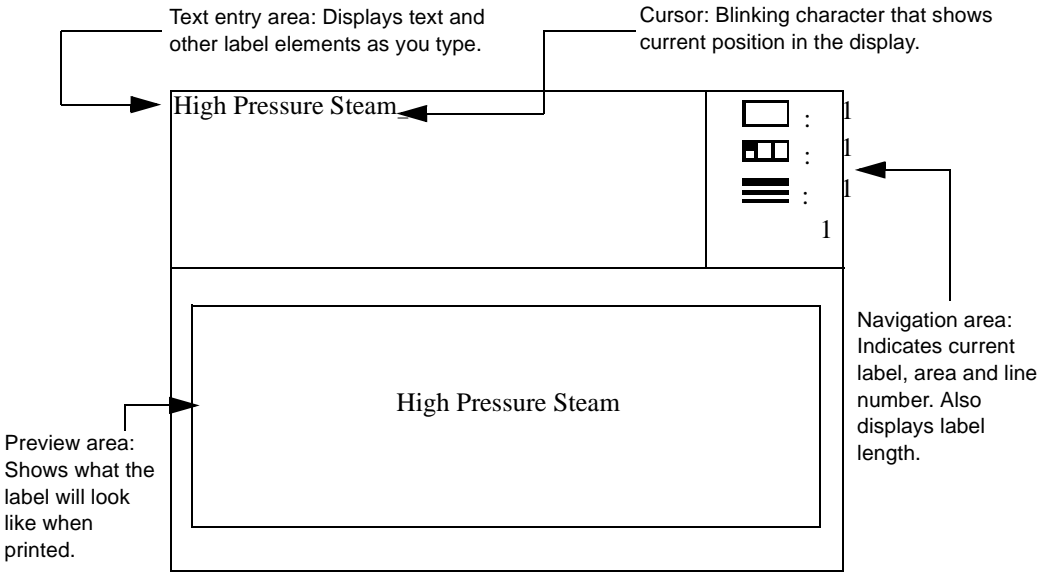 Text entry area: Displays text and
other label elements as you type.
Cursor: Blinking character that shows
current position in the display.
High Pressure Steam_
: 1
: 1
: 1
1
Navigation area:
Indicates current
label, area and line
number. Also
displays label
length.
High Pressure Steam
Preview area:
Shows what the
label will look
like when
printed.